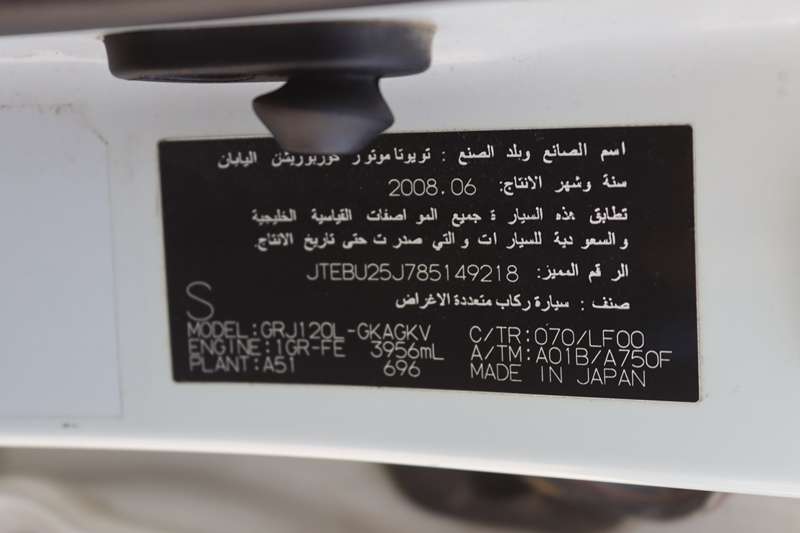 اسم الصانع وبلد الصنع : تويوتا موتور كوربوريشن اليابان
سنة وشهر الانتاج: 2008.06
تطابق هذه السيارة جميع المواصفات القياسية الخليجية
والسعودية للسيارات والتي صدرت حتى تاريخ الانتاج.
الرقم المميز: JTEBU25J785149218
صنف : سيارة ركاب متعددة الاغراض
S
MODEL:GRJ120L-GKAGKV C/TR:070/LF00
ENGINE:1GR-FE 3956mL A/TM:A01B/A750F
PLANT:A51 696 MADE IN JAPAN